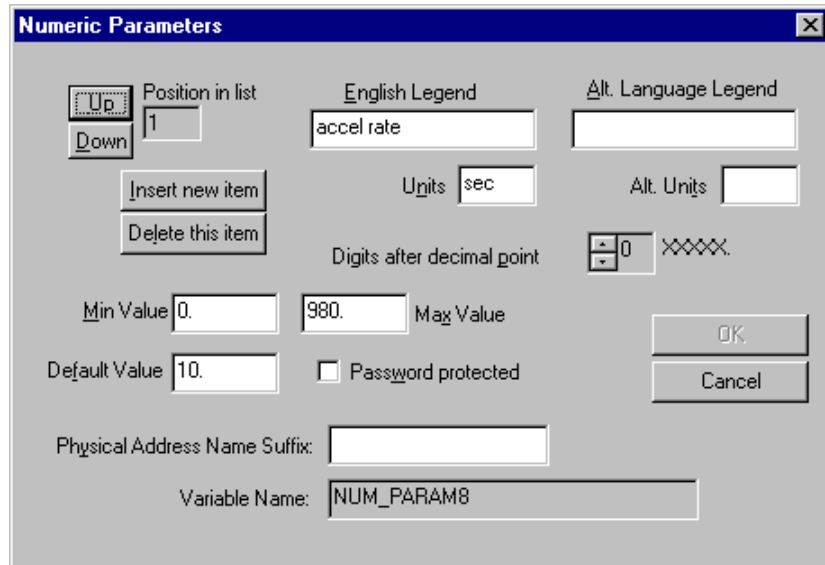 Numeric Parameters
Up
Position in list
1
Down
English Legend
accel rate
Alt. Language Legend
Insert new item
Delete this item
Units sec
Alt. Units
Digits after decimal point 0 XXXXX.
Min Value 0.
980. Max Value
Default Value 10.
Password protected
OK
Cancel
Physical Address Name Suffix:
Variable Name: NUM_PARAM8